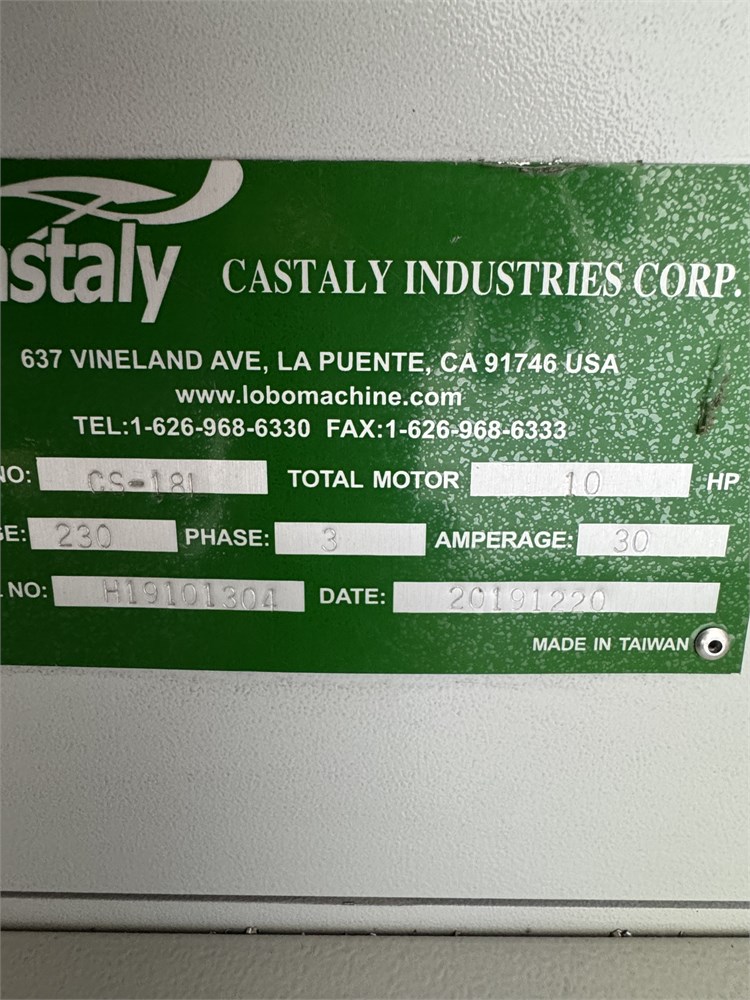 astaly CASTALY INDUSTRIES CORP.
637 VINELAND AVE, LA PUENTE, CA 91746 USA
www.lobomachine.com
TEL:1-626-968-6330 FAX:1-626-968-6333
NO: CS-18L TOTAL MOTOR 10 HP
GE: 230 PHASE: 3 AMPERAGE: 30
. NO: H19101304 DATE: 20191220
MADE IN TAIWAN